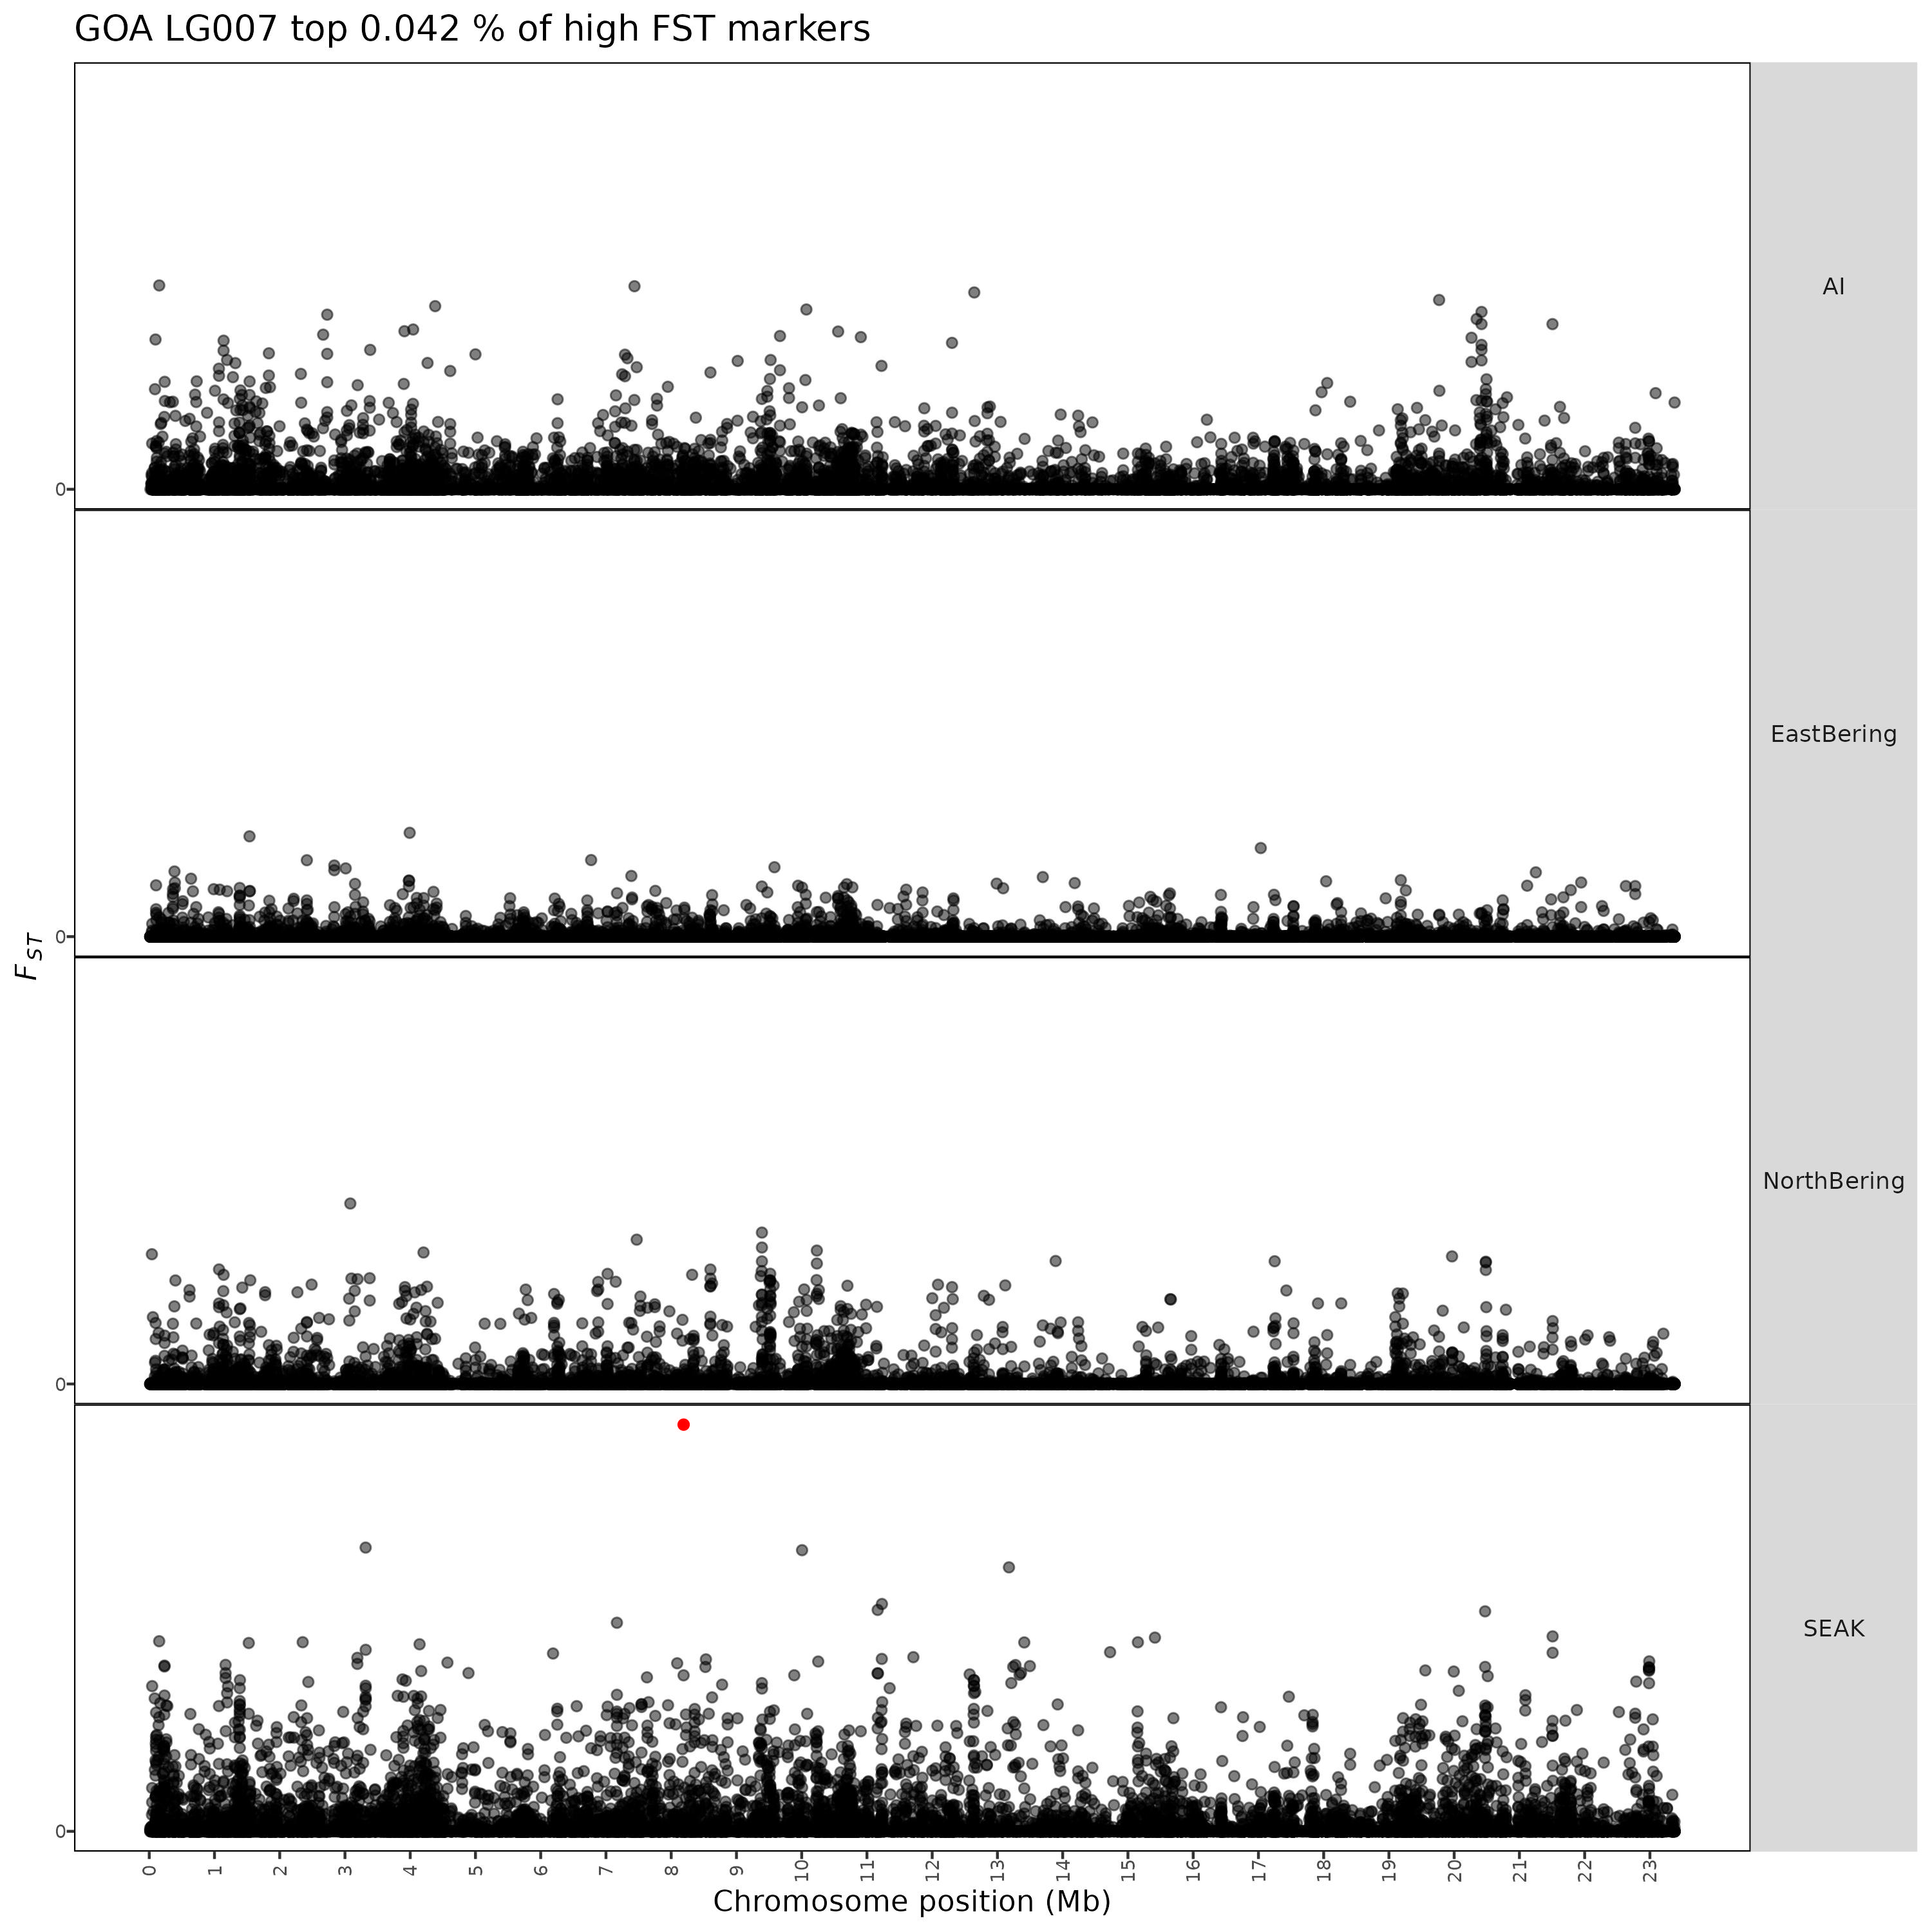 GOA LG007 top 0.042 % of high FST markers
AI
0
EastBering
0
FST
NorthBering
0
SEAK
0
0 1 2 3 4 5 6 7 8 9 10 11 12 13 14 15 16 17 18 19 20 21 22 23
Chromosome position (Mb)